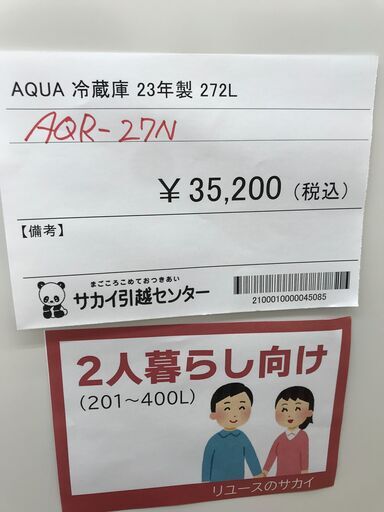 AQUA 冷蔵庫 23年製 272L
AQR-27N
￥35,200（税込）
【備考】
まごころこめておつきあい
サカイ引越センター
2100010000045085
2人暮らし向け
(201～400L)
リユースのサカイ